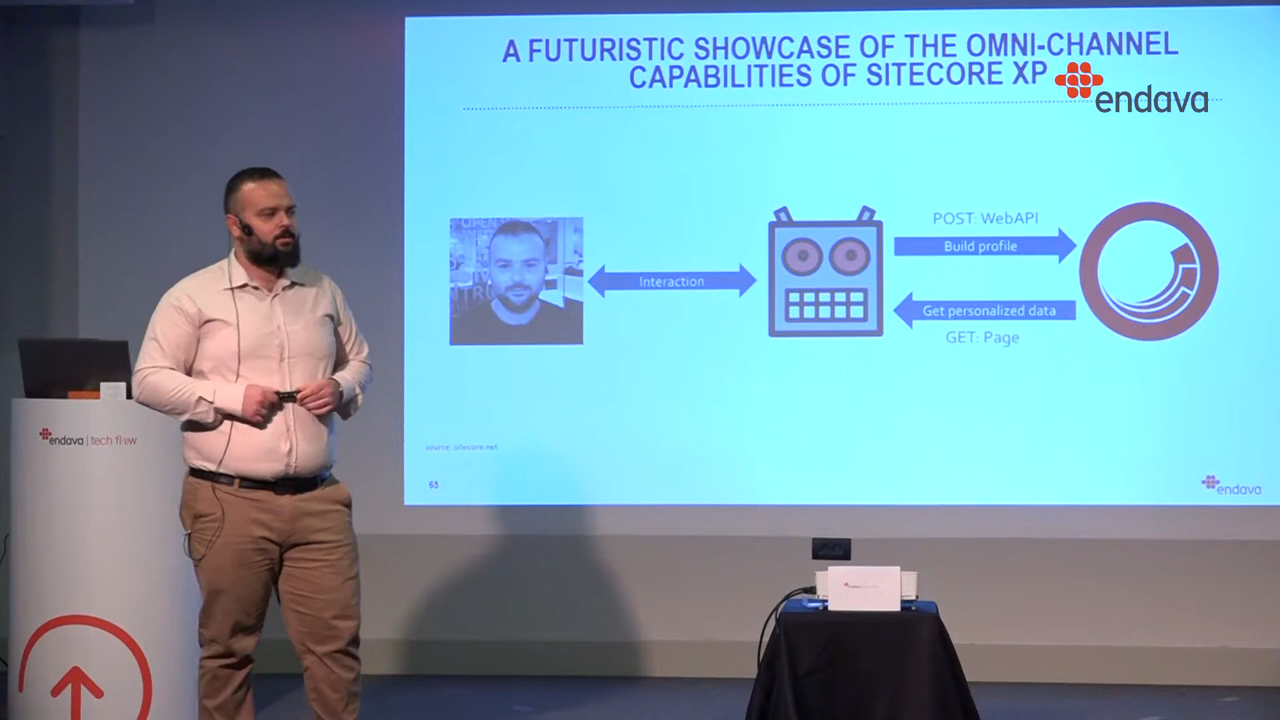 A FUTURISTIC SHOWCASE OF THE OMNI-CHANNEL
CAPABILITIES OF SITECORE XP
endava
POST: WebAPI
Build profile
Interaction
Get personalized data
GET: Page
source: sitecore.net
65
endava
endava | tech flow